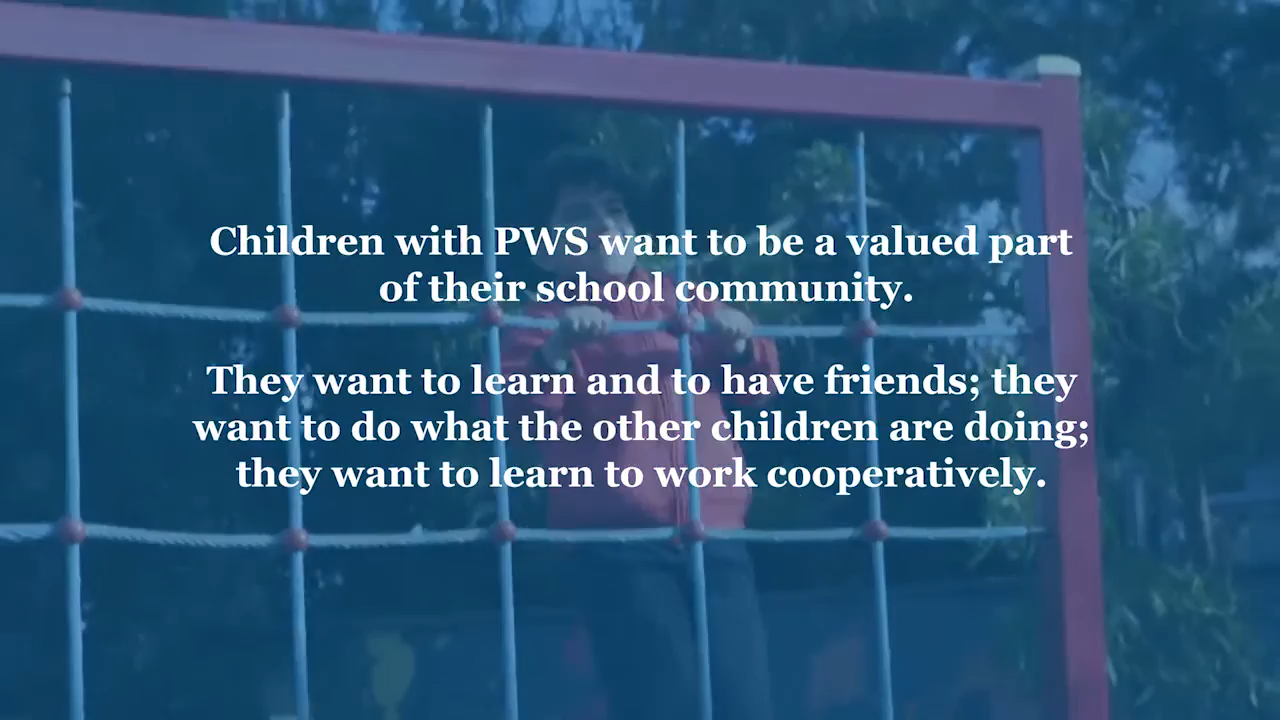 Children with PWS want to be a valued part
of their school community.
They want to learn and to have friends; they
want to do what the other children are doing;
they want to learn to work cooperatively.